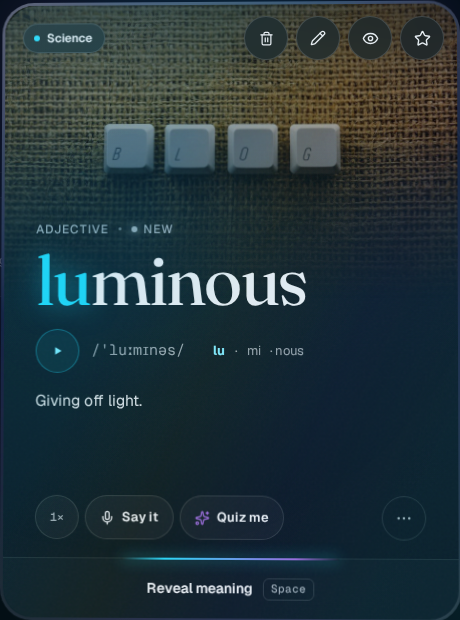 Science
B L O G
ADJECTIVE · NEW
luminous
/ˈluːmɪnəs/ lu · mi · nous
Giving off light.
1× Say it Quiz me ...
Reveal meaning Space